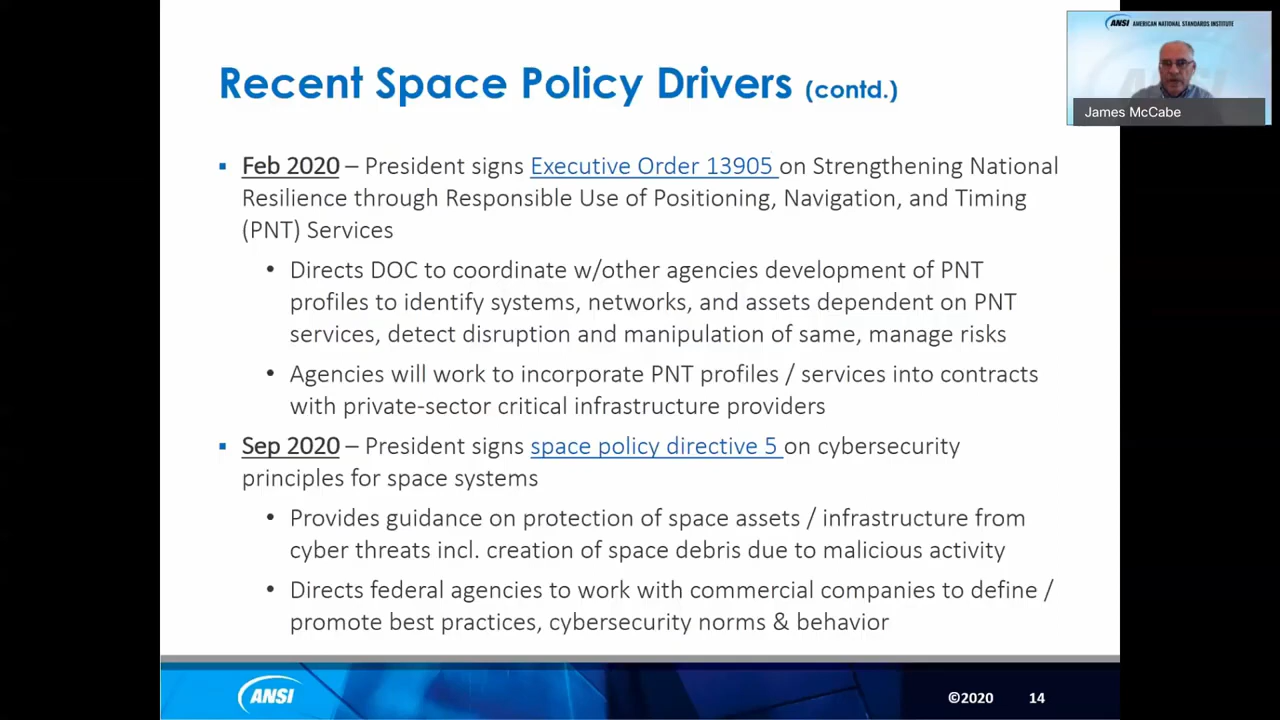 ANSI AMERICAN NATIONAL STANDARDS INSTITUTE
James McCabe
Recent Space Policy Drivers (contd.)
▪ Feb 2020 – President signs Executive Order 13905 on Strengthening National
Resilience through Responsible Use of Positioning, Navigation, and Timing
(PNT) Services
• Directs DOC to coordinate w/other agencies development of PNT
profiles to identify systems, networks, and assets dependent on PNT
services, detect disruption and manipulation of same, manage risks
• Agencies will work to incorporate PNT profiles / services into contracts
with private-sector critical infrastructure providers
▪ Sep 2020 – President signs space policy directive 5 on cybersecurity
principles for space systems
• Provides guidance on protection of space assets / infrastructure from
cyber threats incl. creation of space debris due to malicious activity
• Directs federal agencies to work with commercial companies to define /
promote best practices, cybersecurity norms & behavior
ANSI
©2020 14